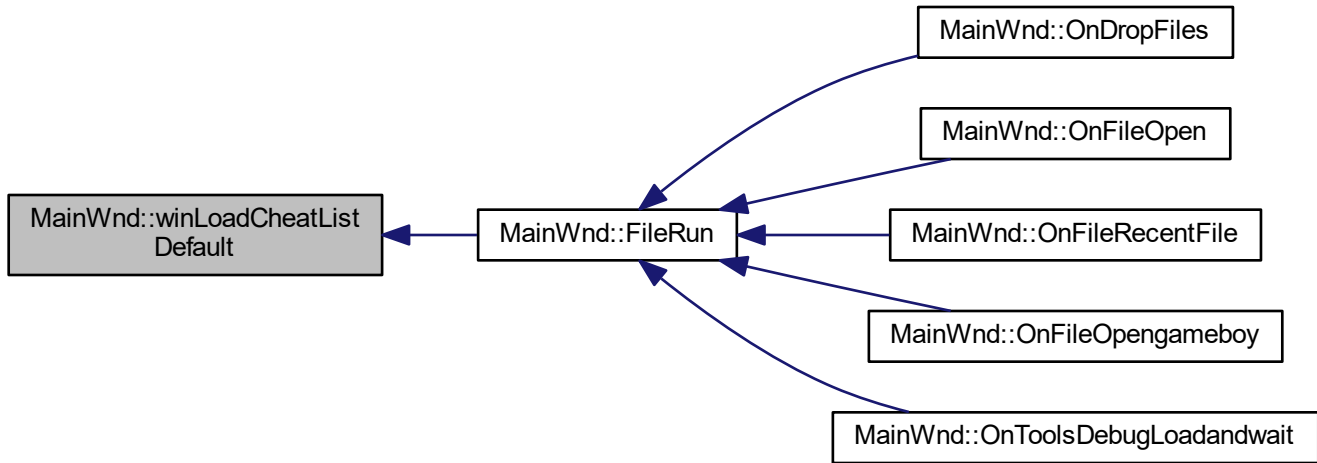 MainWnd::OnDropFiles
MainWnd::OnFileOpen
MainWnd::winLoadCheatList
Default
MainWnd::FileRun
MainWnd::OnFileRecentFile
MainWnd::OnFileOpengameboy
MainWnd::OnToolsDebugLoadandwait